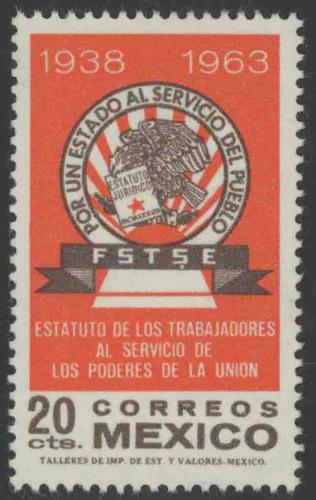 1938 1963
POR UN ESTADO AL SERVICIO DEL PUEBLO
ESTATUTO
JURIDICO
MCMXXXVIII
FSTSE
ESTATUTO DE LOS TRABAJADORES
AL SERVICIO DE
LOS PODERES DE LA UNION
20 CORREOS
cts. MEXICO
TALLERES DE IMP. DE EST. Y VALORES-MEXICO.